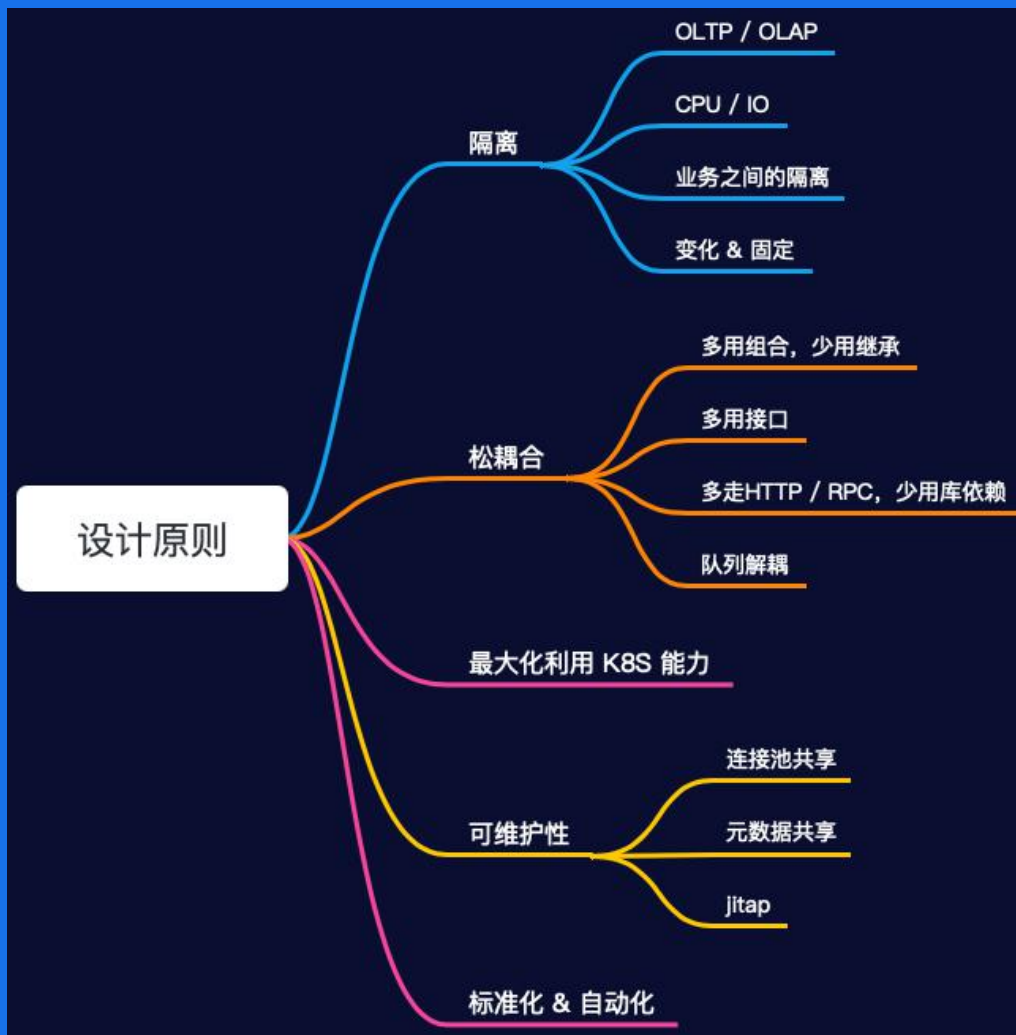 设计原则
隔离
OLTP / OLAP
CPU / IO
业务之间的隔离
变化 & 固定
松耦合
多用组合，少用继承
多用接口
多走HTTP / RPC，少用库依赖
队列解耦
最大化利用 K8S 能力
可维护性
连接池共享
元数据共享
jitap
标准化 & 自动化